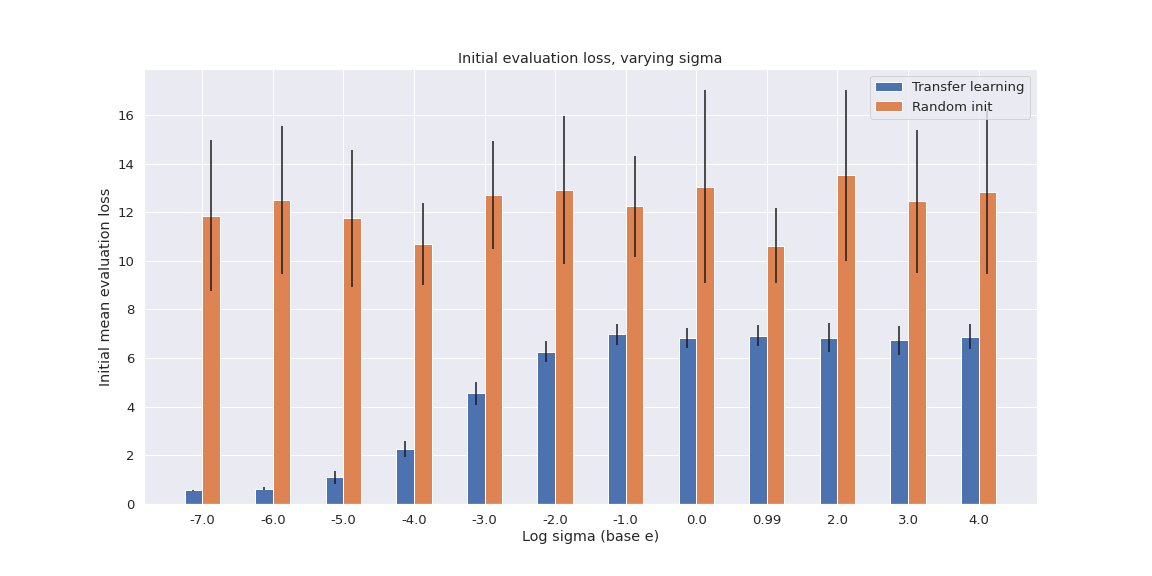 Initial evaluation loss, varying sigma
Transfer learning
Random init
Initial mean evaluation loss
16
14
12
10
8
6
4
2
0
-7.0 -6.0 -5.0 -4.0 -3.0 -2.0 -1.0 0.0 0.99 2.0 3.0 4.0
Log sigma (base e)